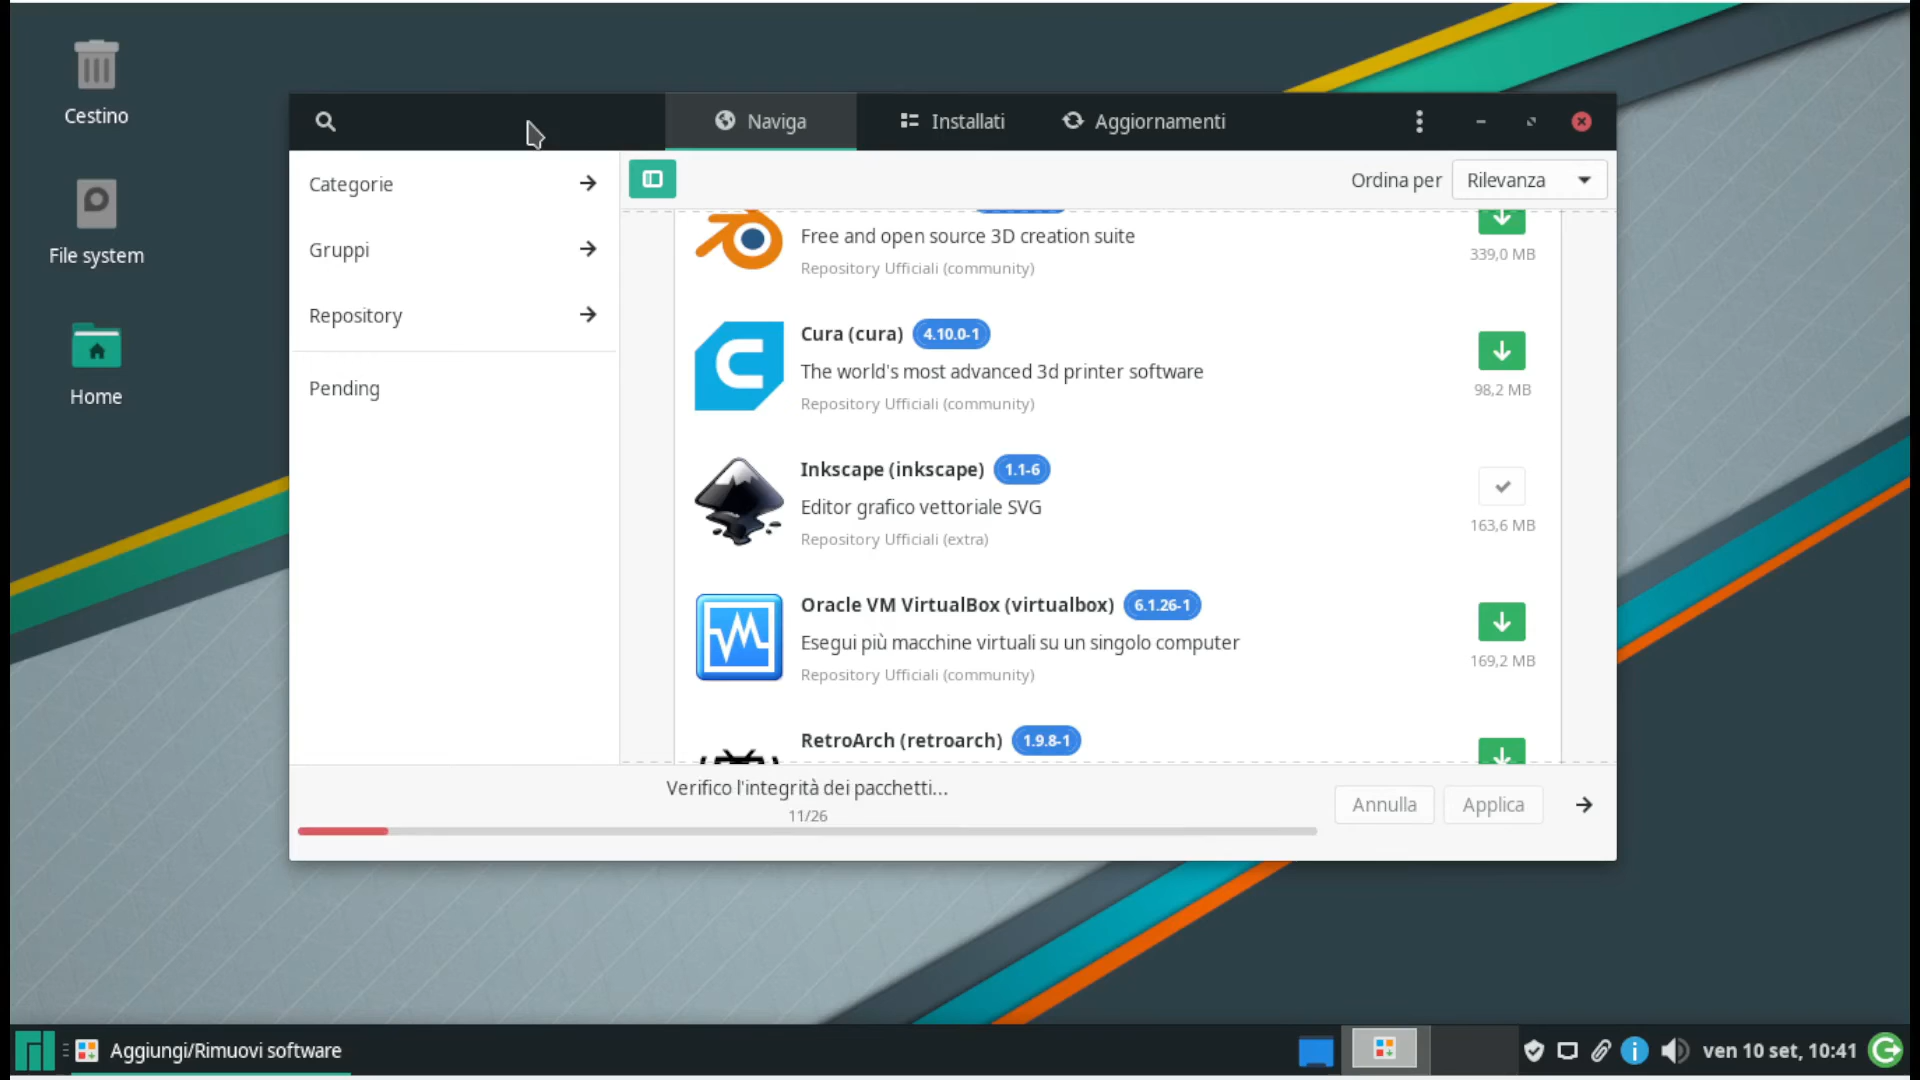 Cestino
File system
Home
Naviga
Installati
Aggiornamenti
Categorie
Gruppi
Repository
Pending
Ordina per
Rilevanza
Free and open source 3D creation suite
Repository Ufficiali (community)
339,0 MB
Cura (cura) 4.10.0-1
The world's most advanced 3d printer software
Repository Ufficiali (community)
98,2 MB
Inkscape (inkscape) 1.1-6
Editor grafico vettoriale SVG
Repository Ufficiali (extra)
163,6 MB
Oracle VM VirtualBox (virtualbox) 6.1.26-1
Esegui più macchine virtuali su un singolo computer
Repository Ufficiali (community)
169,2 MB
RetroArch (retroarch) 1.9.8-1
Verifico l'integrità dei pacchetti...
11/26
Annulla
Applica
Aggiungi/Rimuovi software
ven 10 set, 10:41